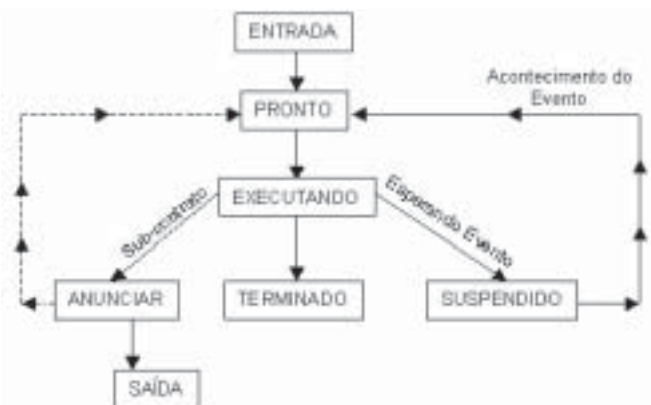 ENTRADA
Acontecimento do
Evento
PRONTO
EXECUTANDO
Sub-contrato
Esperando Evento
ANUNCIAR
TERMINADO
SUSPENDIDO
SAÍDA